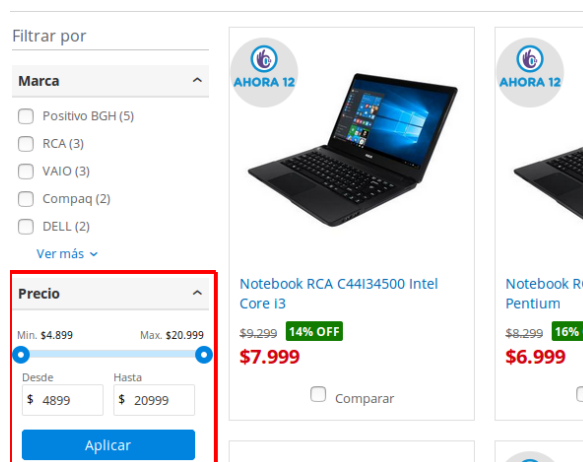 Filtrar por
Marca
Positivo BGH (5)
RCA (3)
VAIO (3)
Compaq (2)
DELL (2)
Ver más
Precio
Min. $4.899 Max. $20.999
Desde Hasta
$ 4899 $ 20999
Aplicar
AHORA 12
Notebook RCA C44I34500 Intel
Core i3
$9.299 14% OFF
$7.999
Comparar
AHORA 12
Notebook R
Pentium
$8.299 16%
$6.999